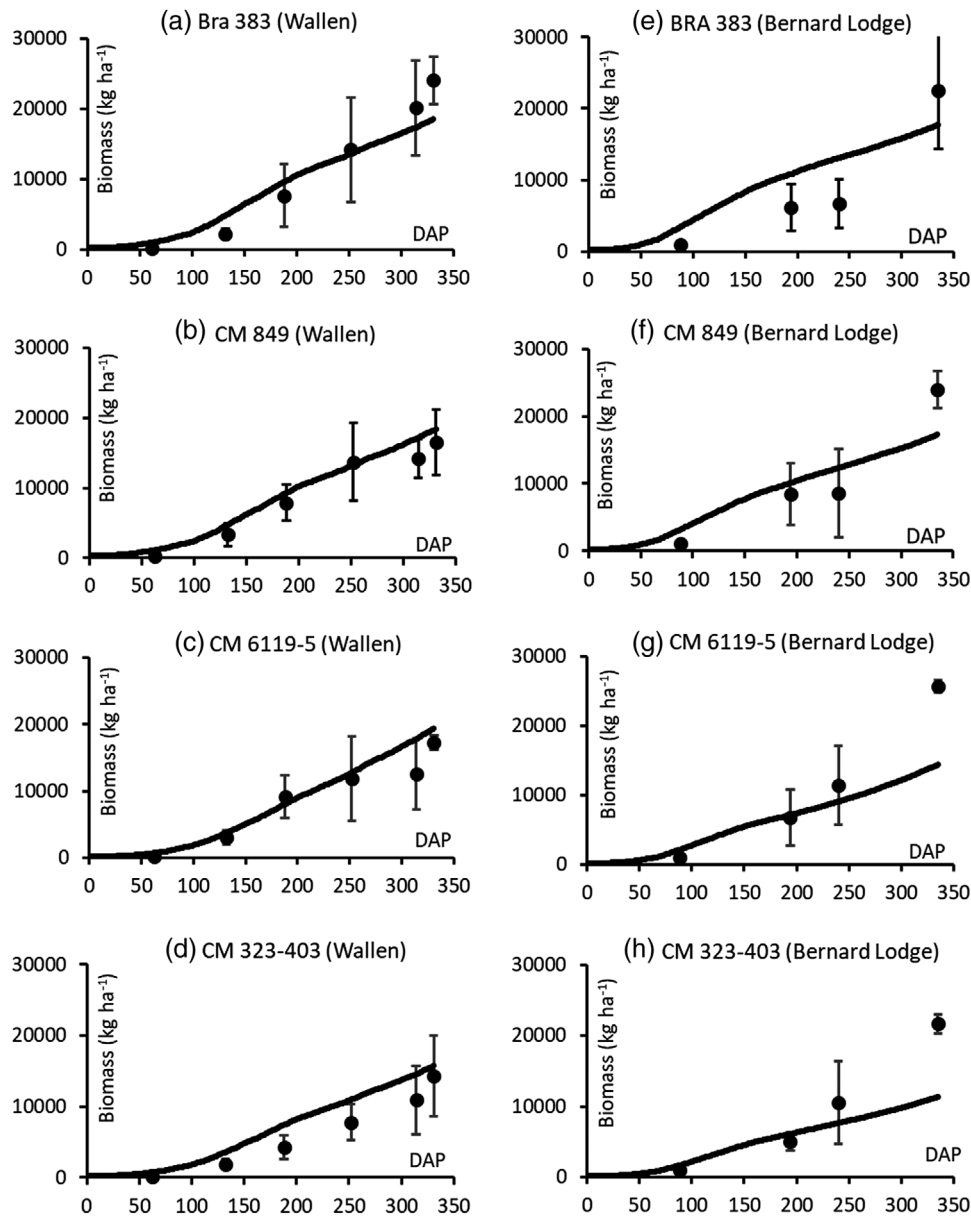 (a) Bra 383 (Wallen)
30000
20000
10000
0
Biomass (kg ha⁻¹)
DAP
0 50 100 150 200 250 300 350
(b) CM 849 (Wallen)
30000
20000
10000
0
Biomass (kg ha⁻¹)
DAP
0 50 100 150 200 250 300 350
(c) CM 6119-5 (Wallen)
30000
20000
10000
0
Biomass (kg ha⁻¹)
DAP
0 50 100 150 200 250 300 350
(d) CM 323-403 (Wallen)
30000
20000
10000
0
Biomass (kg ha⁻¹)
DAP
0 50 100 150 200 250 300 350
(e) BRA 383 (Bernard Lodge)
30000
20000
10000
0
Biomass (kg ha⁻¹)
DAP
0 50 100 150 200 250 300 350
(f) CM 849 (Bernard Lodge)
30000
20000
10000
0
Biomass (kg ha⁻¹)
DAP
0 50 100 150 200 250 300 350
(g) CM 6119-5 (Bernard Lodge)
30000
20000
10000
0
Biomass (kg ha⁻¹)
DAP
0 50 100 150 200 250 300 350
(h) CM 323-403 (Bernard Lodge)
30000
20000
10000
0
Biomass (kg ha⁻¹)
DAP
0 50 100 150 200 250 300 350